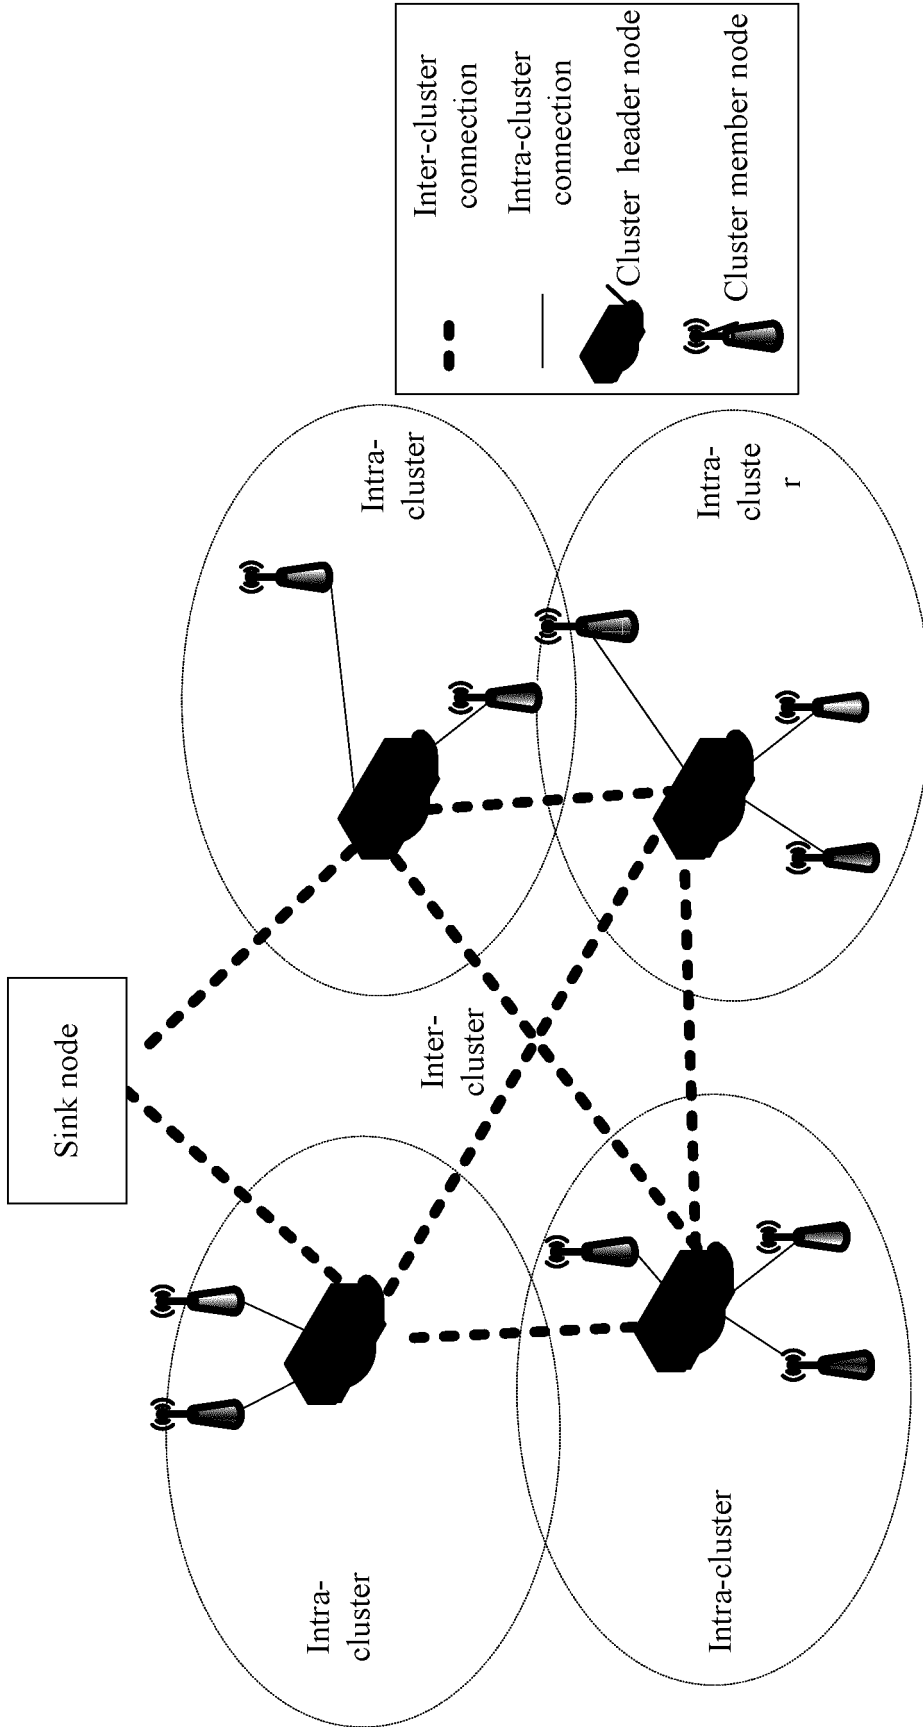 Sink node
Intra-
cluster
Intra-
cluster
Inter-
cluster
Intra-cluster
Intra-
cluste
r
Inter-cluster
connection
Intra-cluster
connection
Cluster header node
Cluster member node